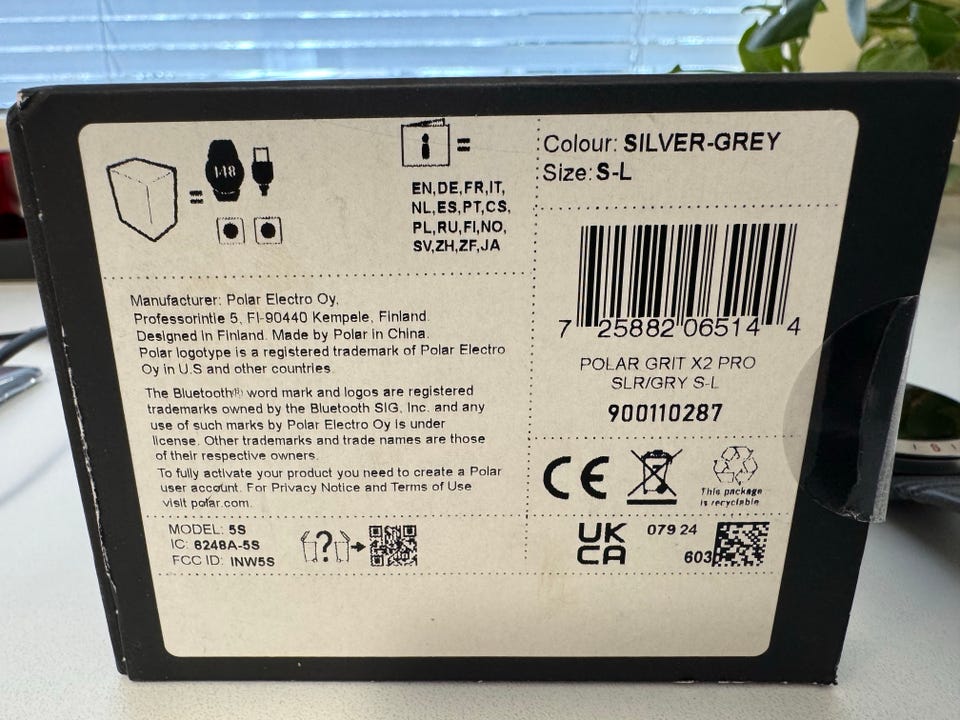 148
i
=
=
EN,DE,FR,IT,
NL,ES,PT,CS,
PL,RU,FI,NO,
SV,ZH,ZF,JA
Colour: SILVER-GREY
Size: S-L
7 25882 06514 4
POLAR GRIT X2 PRO
SLR/GRY S-L
900110287
Manufacturer: Polar Electro Oy,
Professorintie 5, FI-90440 Kempele, Finland.
Designed in Finland. Made by Polar in China.
Polar logotype is a registered trademark of Polar Electro
Oy in U.S and other countries.
The Bluetooth® word mark and logos are registered
trademarks owned by the Bluetooth SIG, Inc. and any
use of such marks by Polar Electro Oy is under
license. Other trademarks and trade names are those
of their respective owners.
To fully activate your product you need to create a Polar
user account. For Privacy Notice and Terms of Use
visit polar.com.
CE
This package
is recyclable
MODEL: 5S
IC: 6248A-5S
FCC ID: INW5S
?
UK
CA
079 24
603